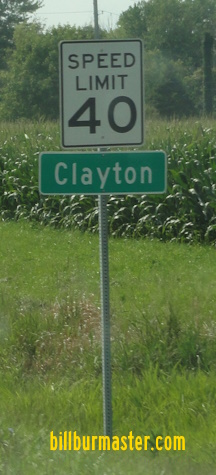 SPEED
LIMIT
40
Clayton
billburmaster.com